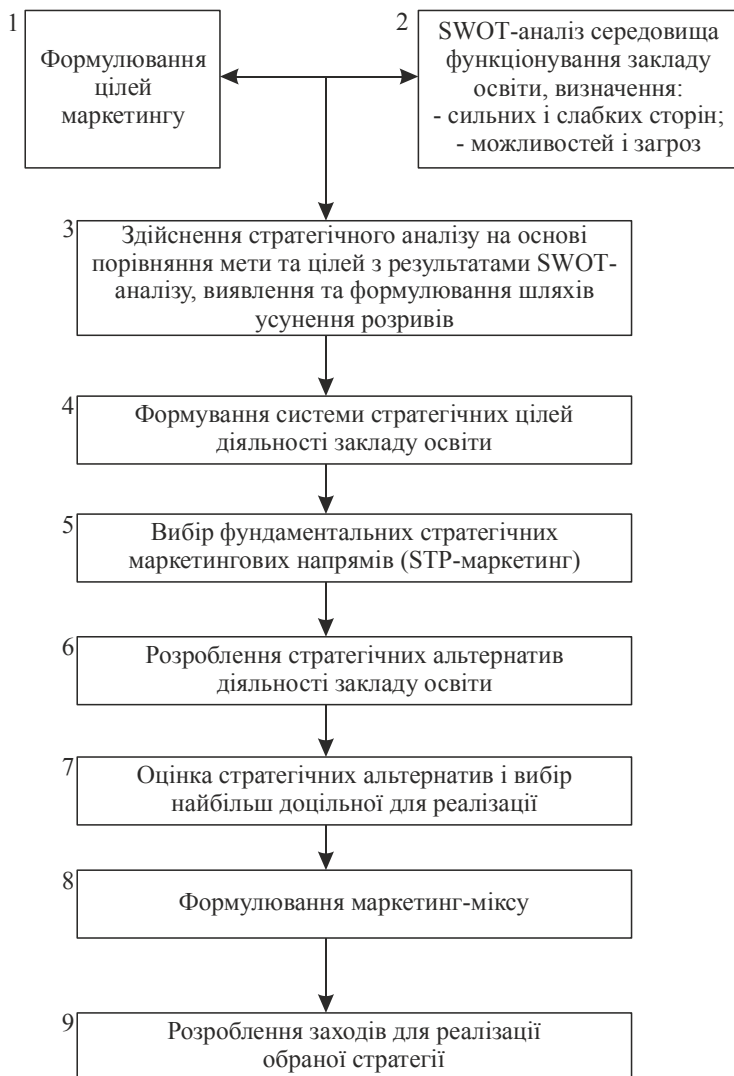 1
Формулювання
цілей
маркетингу
2
SWOT-аналіз середовища
функціонування закладу
освіти, визначення:
- сильних і слабких сторін;
- можливостей і загроз
3
Здійснення стратегічного аналізу на основі
порівняння мети та цілей з результатами SWOT-
аналізу, виявлення та формулювання шляхів
усунення розривів
4
Формування системи стратегічних цілей
діяльності закладу освіти
5
Вибір фундаментальних стратегічних
маркетингових напрямів (STP-маркетинг)
6
Розроблення стратегічних альтернатив
діяльності закладу освіти
7
Оцінка стратегічних альтернатив і вибір
найбільш доцільної для реалізації
8
Формулювання маркетинг-міксу
9
Розроблення заходів для реалізації
обраної стратегії